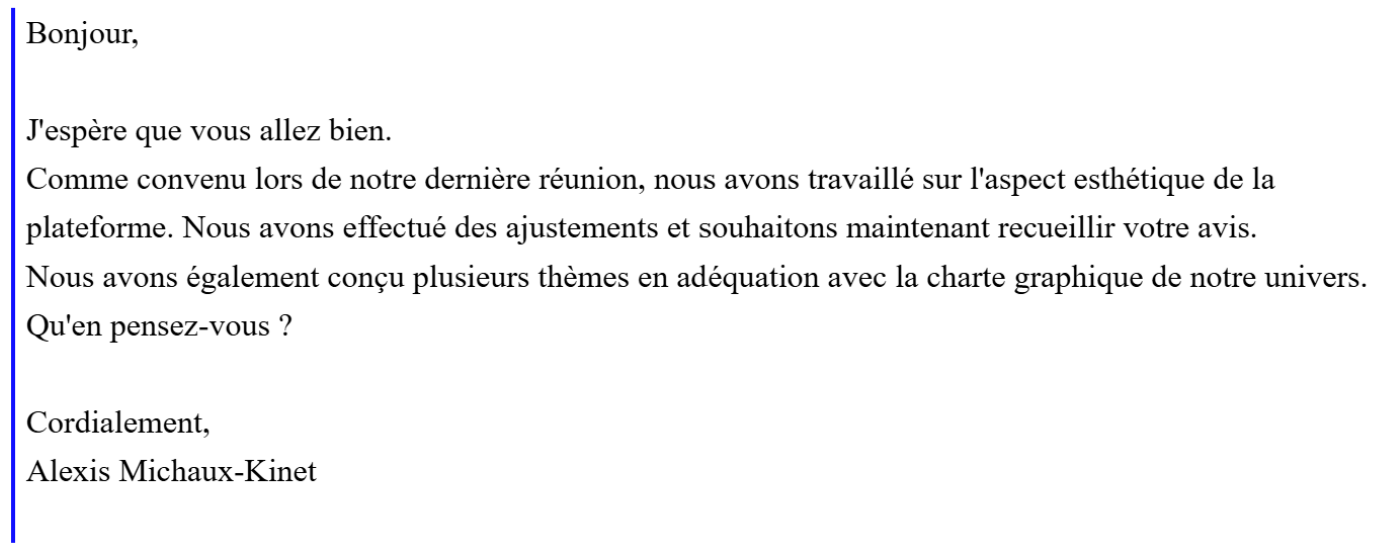 Bonjour,
J'espère que vous allez bien.
Comme convenu lors de notre dernière réunion, nous avons travaillé sur l'aspect esthétique de la
plateforme. Nous avons effectué des ajustements et souhaitons maintenant recueillir votre avis.
Nous avons également conçu plusieurs thèmes en adéquation avec la charte graphique de notre univers.
Qu'en pensez-vous ?
Cordialement,
Alexis Michaux-Kinet